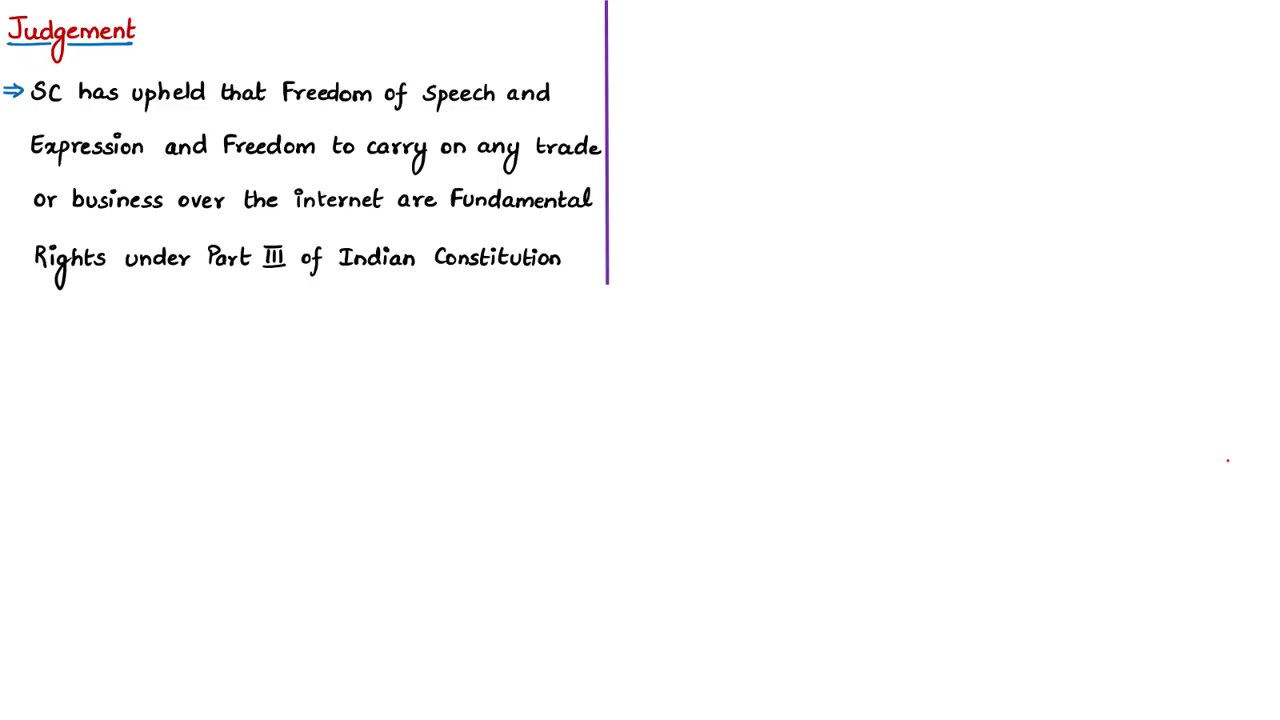 Judgement
⇒ SC has upheld that Freedom of Speech and
Expression and Freedom to carry on any trade
or business over the internet are Fundamental
Rights under Part III of Indian Constitution